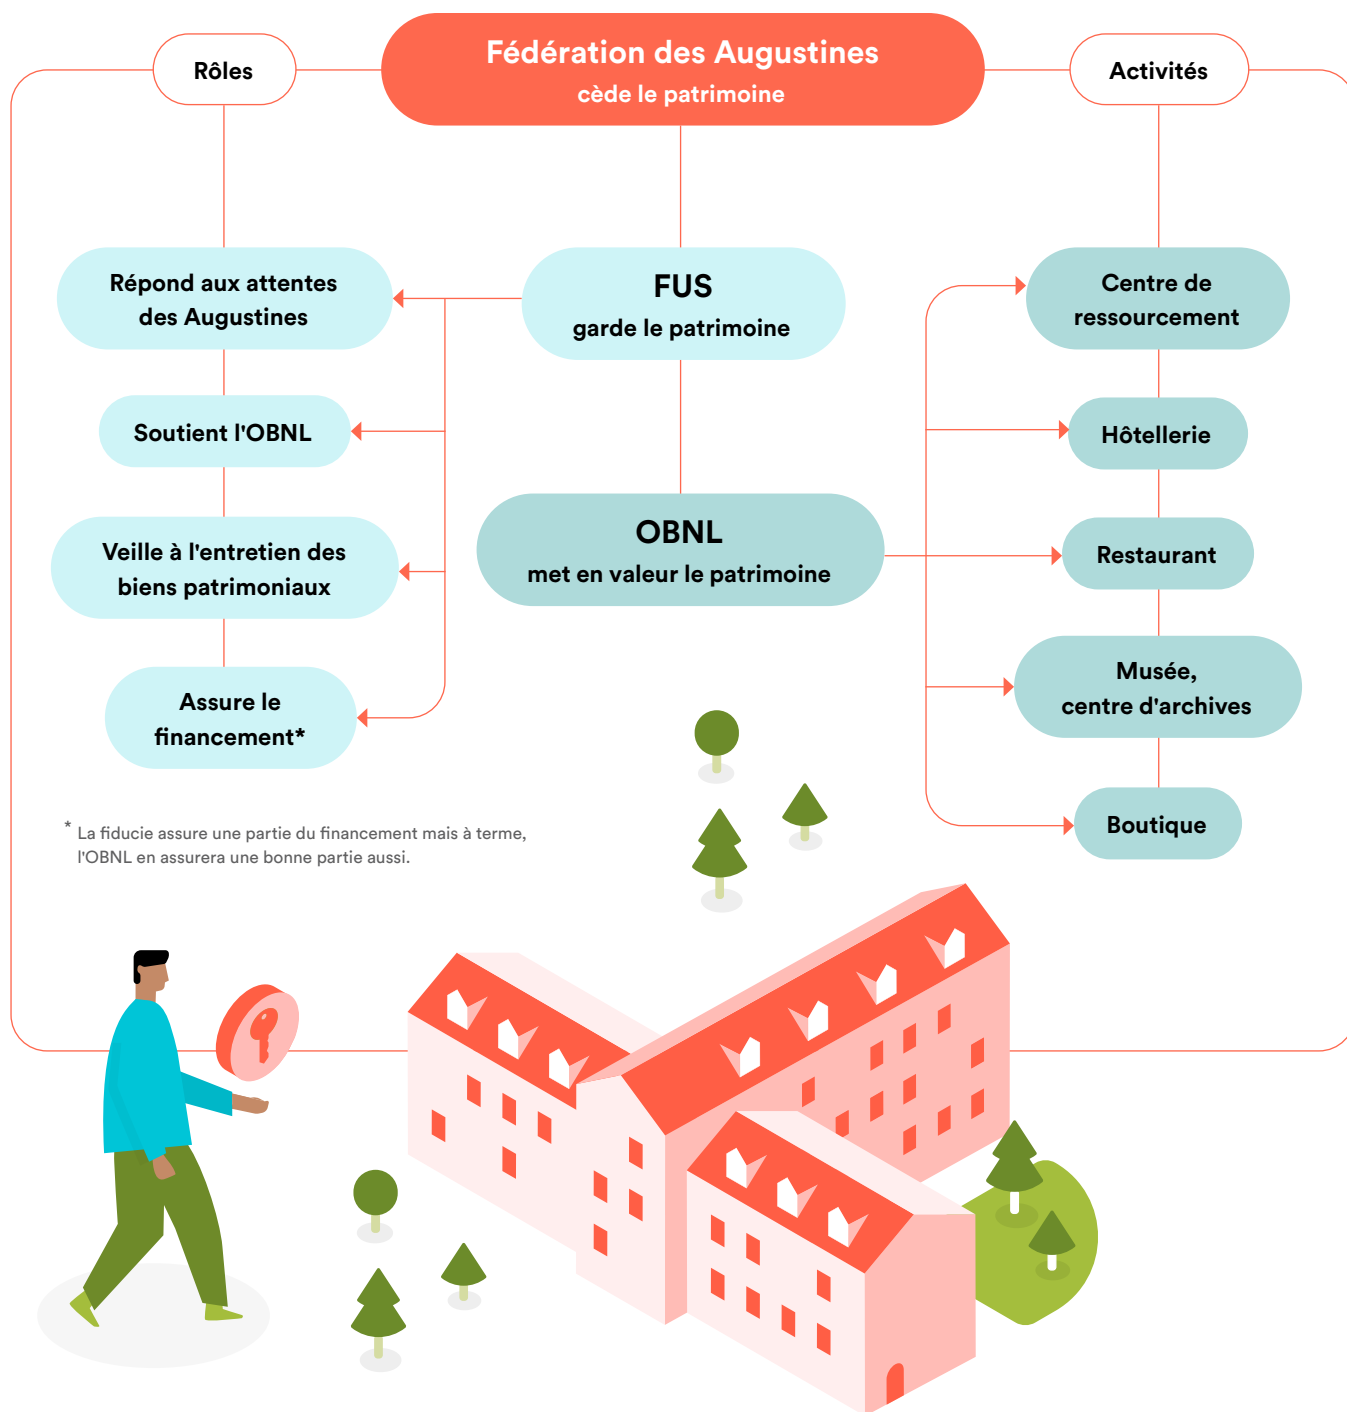 Rôles
Fédération des Augustines
cède le patrimoine
Activités
Répond aux attentes
des Augustines
Soutient l'OBNL
Veille à l'entretien des
biens patrimoniaux
Assure le
financement*
FUS
garde le patrimoine
OBNL
met en valeur le patrimoine
Centre de
ressourcement
Hôtellerie
Restaurant
Musée,
centre d'archives
Boutique
* La fiducie assure une partie du financement mais à terme,
l'OBNL en assurera une bonne partie aussi.